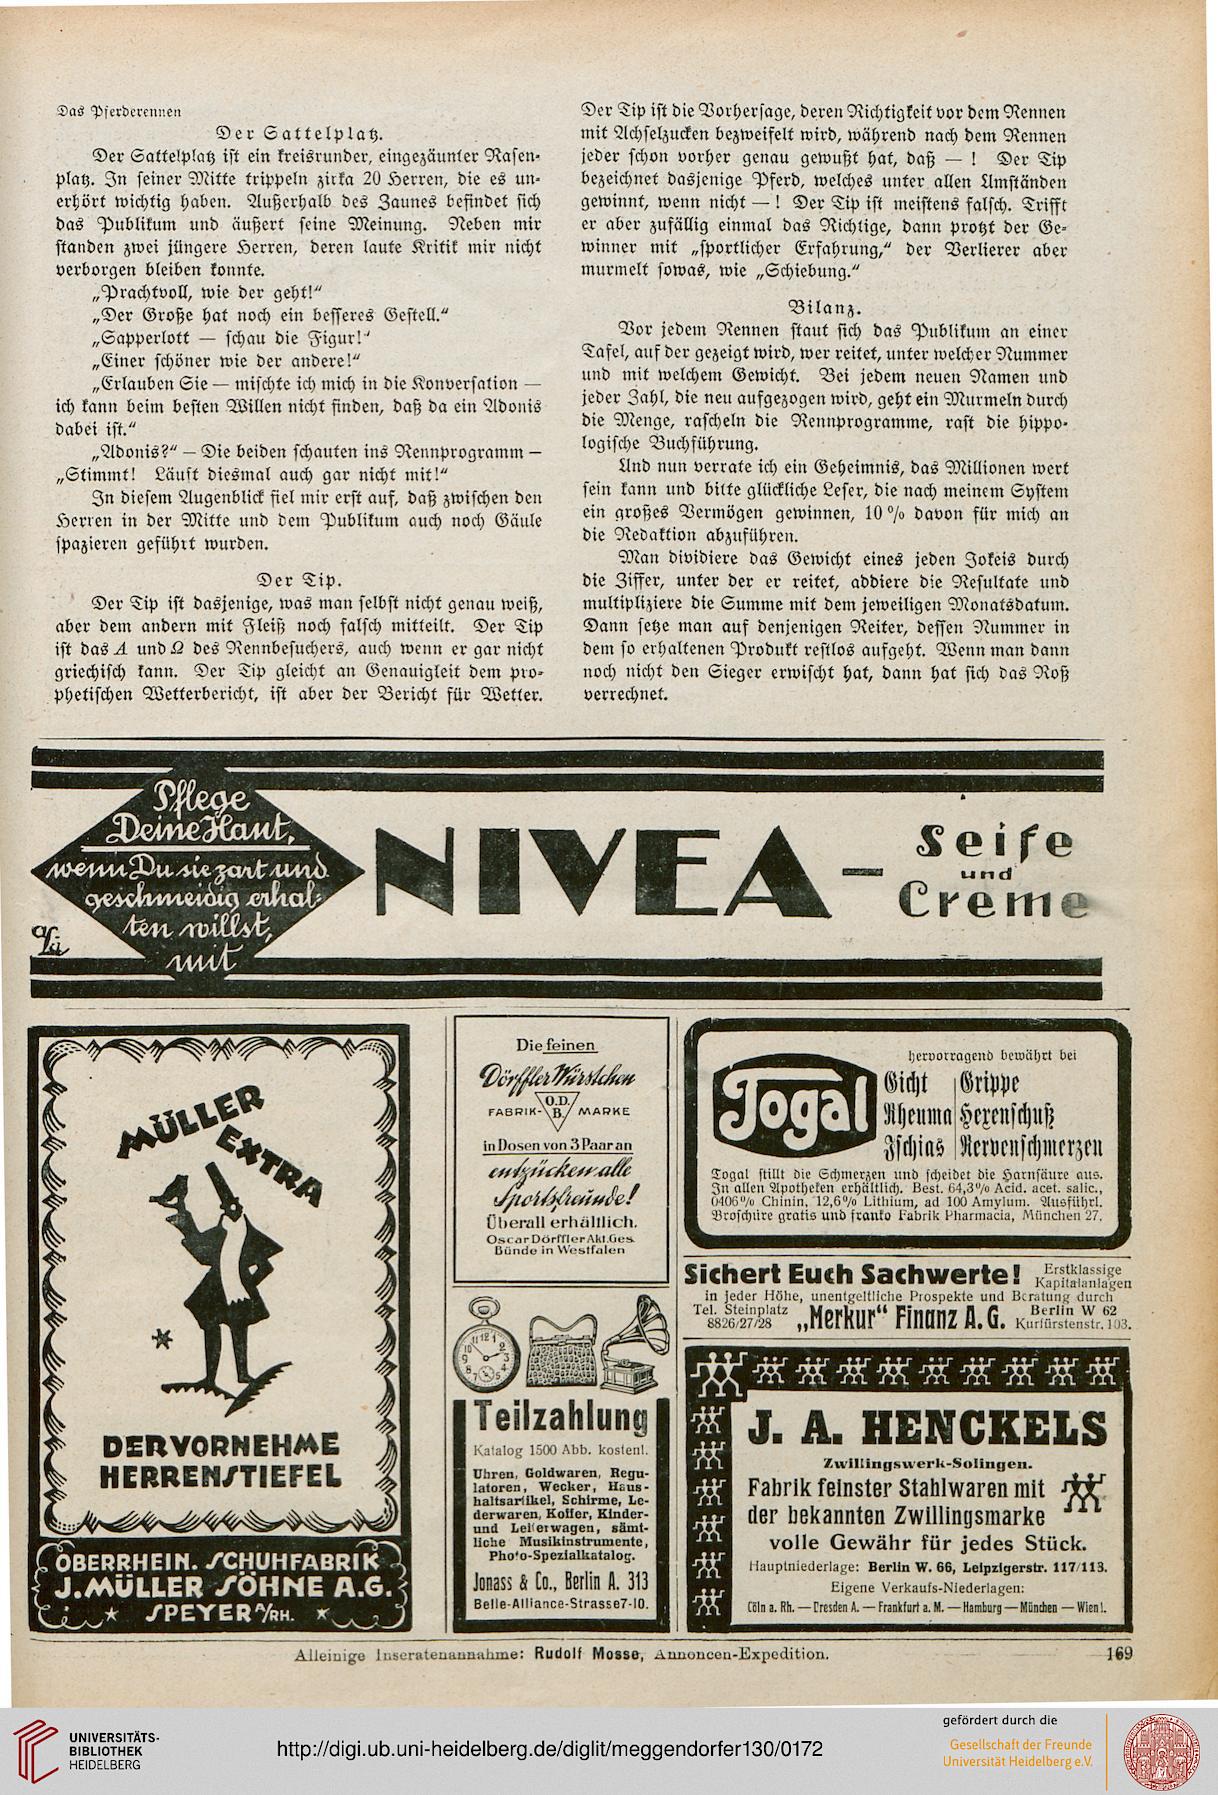 Das Pferderennen
Der Sattelplatz.
Der Sattelplatz ist ein kreisrunder, eingezäunter Rasen-
platz. In seiner Mitte trippeln zirka 20 Herren, die es un-
erhört wichtig haben. Außerhalb des Zaunes befindet sich
das Publikum und äußert seine Meinung. Neben mir
standen zwei jüngere Herren, deren laute Kritik mir nicht
verborgen bleiben konnte.
„Prachtvoll, wie der geht!“
„Der Große hat noch ein besseres Gestell.“
„Sapperlott — schau die Figur!“
„Einer schöner wie der andere!“
„Erlauben Sie — mischte ich mich in die Konversation —
ich kann beim besten Willen nicht finden, daß da ein Adonis
dabei ist.“
„Adonis?“ — Die beiden schauten ins Rennprogramm —
„Stimmt! Läuft diesmal auch gar nicht mit!“
In diesem Augenblick fiel mir erst auf, daß zwischen den
Herren in der Mitte und dem Publikum auch noch Gäule
spazieren geführt wurden.
Der Tip.
Der Tip ist dasjenige, was man selbst nicht genau weiß,
aber dem andern mit Fleiß noch falsch mitteilt. Der Tip
ist das A und Ω des Rennbesuchers, auch wenn er gar nicht
griechisch kann. Der Tip gleicht an Genauigkeit dem pro-
phetischen Wetterbericht, ist aber der Bericht für Wetter.
Der Tip ist die Vorhersage, deren Richtigkeit vor dem Rennen
mit Achselzucken bezweifelt wird, während nach dem Rennen
jeder schon vorher genau gewußt hat, daß — ! Der Tip
bezeichnet dasjenige Pferd, welches unter allen Umständen
gewinnt, wenn nicht — ! Der Tip ist meistens falsch. Trifft
er aber zufällig einmal das Richtige, dann protzt der Ge-
winner mit „sportlicher Erfahrung,“ der Verlierer aber
murmelt sowas, wie „Schiebung.“
Bilanz.
Vor jedem Rennen staut sich das Publikum an einer
Tafel, auf der gezeigt wird, wer reitet, unter welcher Nummer
und mit welchem Gewicht. Bei jedem neuen Namen und
jeder Zahl, die neu aufgezogen wird, geht ein Murmeln durch
die Menge, rascheln die Rennprogramme, rast die hippo-
logische Buchführung.
Und nun verrate ich ein Geheimnis, das Millionen wert
sein kann und bitte glückliche Leser, die nach meinem System
ein großes Vermögen gewinnen, 10 % davon für mich an
die Redaktion abzuführen.
Man dividiere das Gewicht eines jeden Jokeis durch
die Ziffer, unter der er reitet, addiere die Resultate und
multipliziere die Summe mit dem jeweiligen Monatsdatum.
Dann setze man auf denjenigen Reiter, dessen Nummer in
dem so erhaltenen Produkt restlos aufgeht. Wenn man dann
noch nicht den Sieger erwischt hat, dann hat sich das Roß
verrechnet.
Pflege
Deine Haut,
wenn Du sie zart und
geschmeidig erhal-
ten willst,
mit
NIVEA-
Seife
und
Creme
MÜLLER
EXTRA
DER VORNEHME
HERRENSTIEFEL
OBERRHEIN. SCHUHFABRIK
J. MÜLLER SÖHNE A.G.
SPEYER A/RH.
Die feinen
Dörffler Würstchen
O.D.
FABRIK- B. MARKE
in Dosen von 3 Paar an
entzücken alle
Sportsfreunde!
Überall erhältlich.
Oscar Dörffler Akt.Ges.
Bünde in Westfalen
Teilzahlung
Katalog 1500 Abb. kostenl.
Uhren, Goldwaren, Regu-
latoren, Wecker, Haus-
haltsartikel, Schirme, Le-
derwaren, Koffer, Kinder-
und Leiterwagen, sämt-
liche Musikinstrumente,
Photo-Spezialkatalog.
Jonass & Co., Berlin A. 313
Belle-Alliance-Strasse 7-10.
Togal
hervorragend bewährt bei
Gicht | Grippe
Rheuma | Hexenschuß
Ischias | Nervenschmerzen
Togal stillt die Schmerzen und scheidet die Harnsäure aus.
In allen Apotheken erhältlich. Best. 64,3% Acid. acet. salic.,
0406% Chinin, 12,6% Lithium, ad 100 Amylum. Ausführl.
Broschüre gratis und franko Fabrik Pharmacia, München 27.
Sichert Euch Sachwerte! Erstklassige
Kapitalanlagen
in jeder Höhe, unentgeltliche Prospekte und Beratung durch
Tel. Steinplatz
8826/27/28
„Merkur“ Finanz A.G.
Berlin W 62
Kurfürstenstr. 103.
J. A. HENCKELS
Zwillingswerk-Solingen.
Fabrik feinster Stahlwaren mit
der bekannten Zwillingsmarke
volle Gewähr für jedes Stück.
Hauptniederlage: Berlin W. 66, Leipzigerstr. 117/118.
Eigene Verkaufs-Niederlagen:
Cöln a. Rh. — Dresden A. — Frankfurt a. M. — Hamburg — München — Wien I.
Alleinige Inseratenannahme: Rudolf Mosse, Annoncen-Expedition.
169
UNIVERSITÄTS-
BIBLIOTHEK
HEIDELBERG
http://digi.ub.uni-heidelberg.de/diglit/meggendorfer130/0172
gefördert durch die
Gesellschaft der Freunde
Universität Heidelberg e.V.